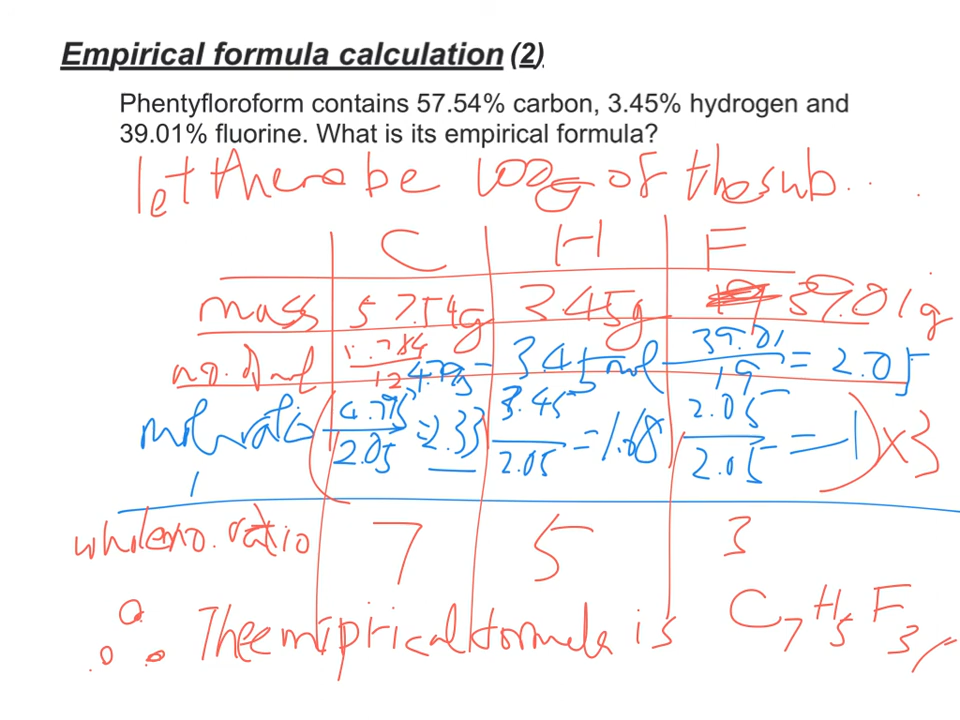 Empirical formula calculation (2)
Phentyfloroform contains 57.54% carbon, 3.45% hydrogen and
39.01% fluorine. What is its empirical formula?
let there be 100g of the sub...
C H F
mass 57.54g 3.45g 39.01g
no. of mol 12 4.795 3.45 mol 39.01/19 = 2.05
mol ratio (4.795/2.05 = 2.33 3.45/2.05 = 1.68 2.05/2.05 = 1) x3
whole no. ratio 7 5 3
∴ The emiprical formula is C7H5F3